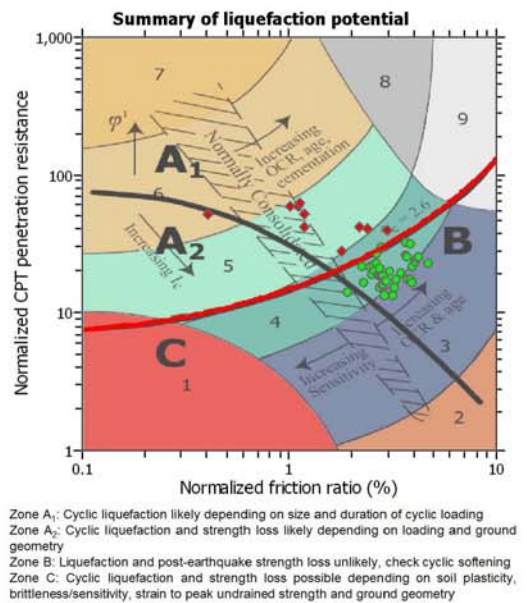 Summary of liquefaction potential
1,000
7
8
9
φ'
A1
Normally Consolidated
Increasing
OCR, age,
cementation
100
6
A2
Increasing Ic
5
= 2.6
B
10
4
Increasing
OCR & age
3
C
1
Increasing
Sensitivity
2
1
0.1
1
10
Normalized CPT penetration resistance
Normalized friction ratio (%)
Zone A1: Cyclic liquefaction likely depending on size and duration of cyclic loading
Zone A2: Cyclic liquefaction and strength loss likely depending on loading and ground
geometry
Zone B: Liquefaction and post-earthquake strength loss unlikely, check cyclic softening
Zone C: Cyclic liquefaction and strength loss possible depending on soil plasticity,
brittleness/sensitivity, strain to peak undrained strength and ground geometry